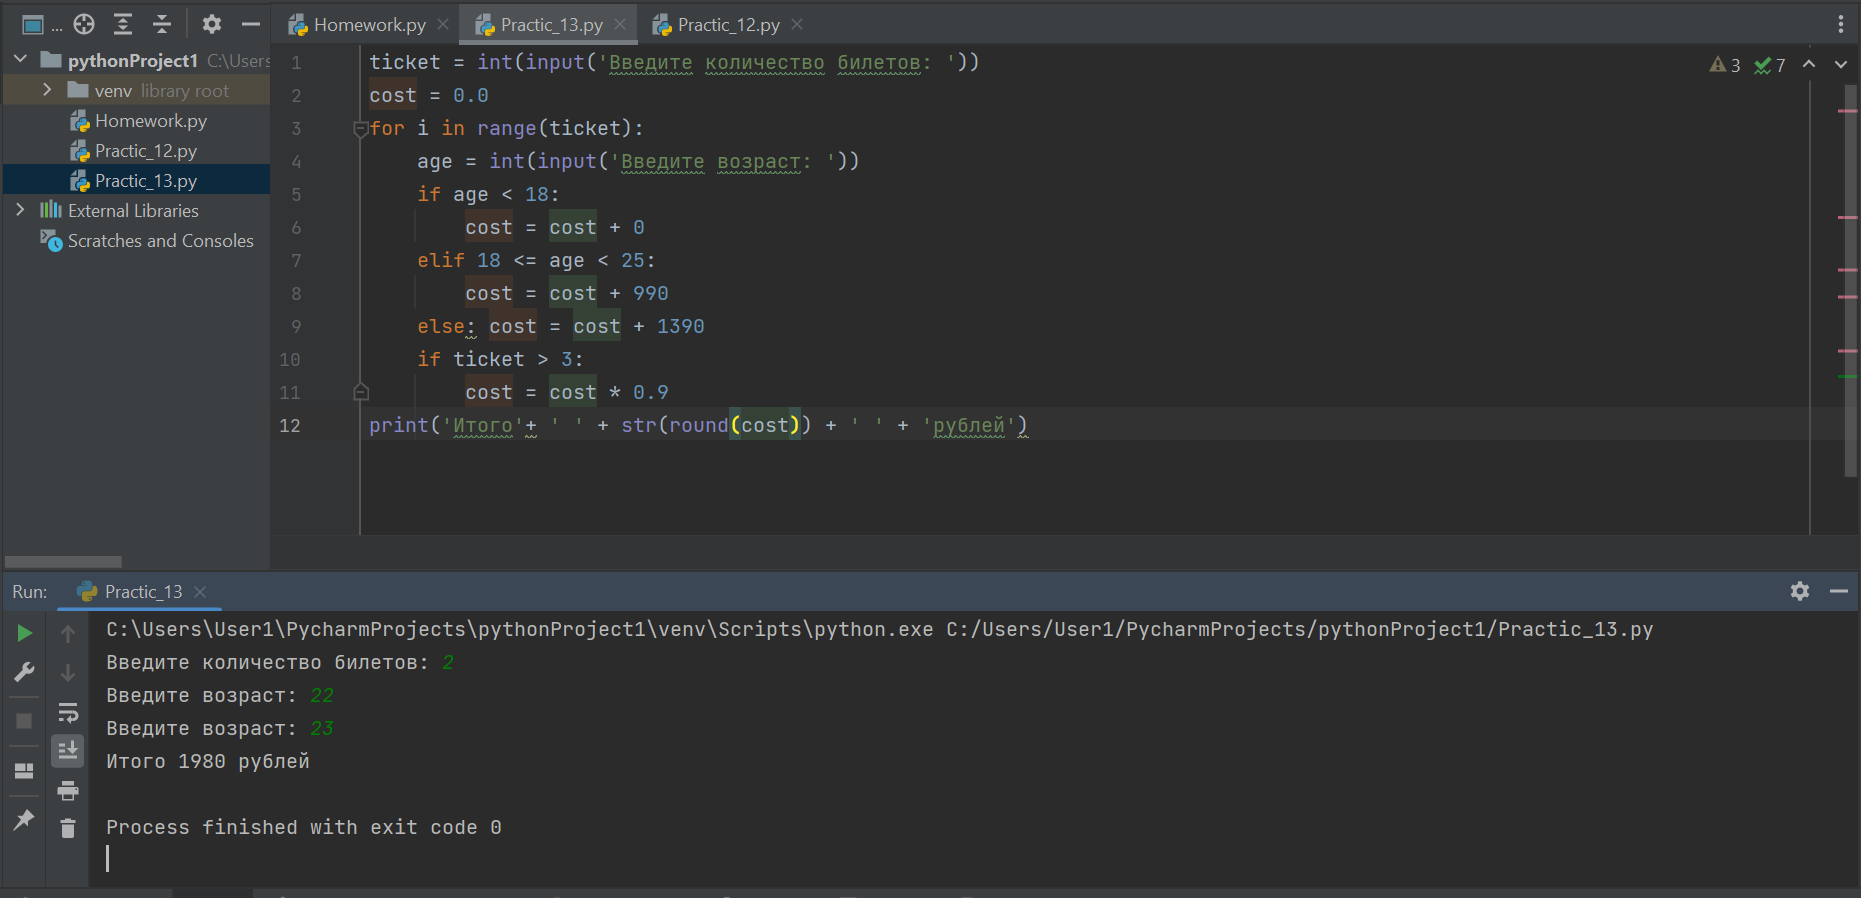 ...
Homework.py
Practic_13.py
Practic_12.py
pythonProject1 C:\Users
venv library root
Homework.py
Practic_12.py
Practic_13.py
External Libraries
Scratches and Consoles
3 7
1 ticket = int(input('Введите количество билетов: '))
2 cost = 0.0
3 for i in range(ticket):
4 age = int(input('Введите возраст: '))
5 if age < 18:
6 cost = cost + 0
7 elif 18 <= age < 25:
8 cost = cost + 990
9 else: cost = cost + 1390
10 if ticket > 3:
11 cost = cost * 0.9
12 print('Итого'+ ' ' + str(round(cost)) + ' ' + 'рублей')
Run: Practic_13
C:\Users\User1\PycharmProjects\pythonProject1\venv\Scripts\python.exe C:/Users/User1/PycharmProjects/pythonProject1/Practic_13.py
Введите количество билетов: 2
Введите возраст: 22
Введите возраст: 23
Итого 1980 рублей
Process finished with exit code 0